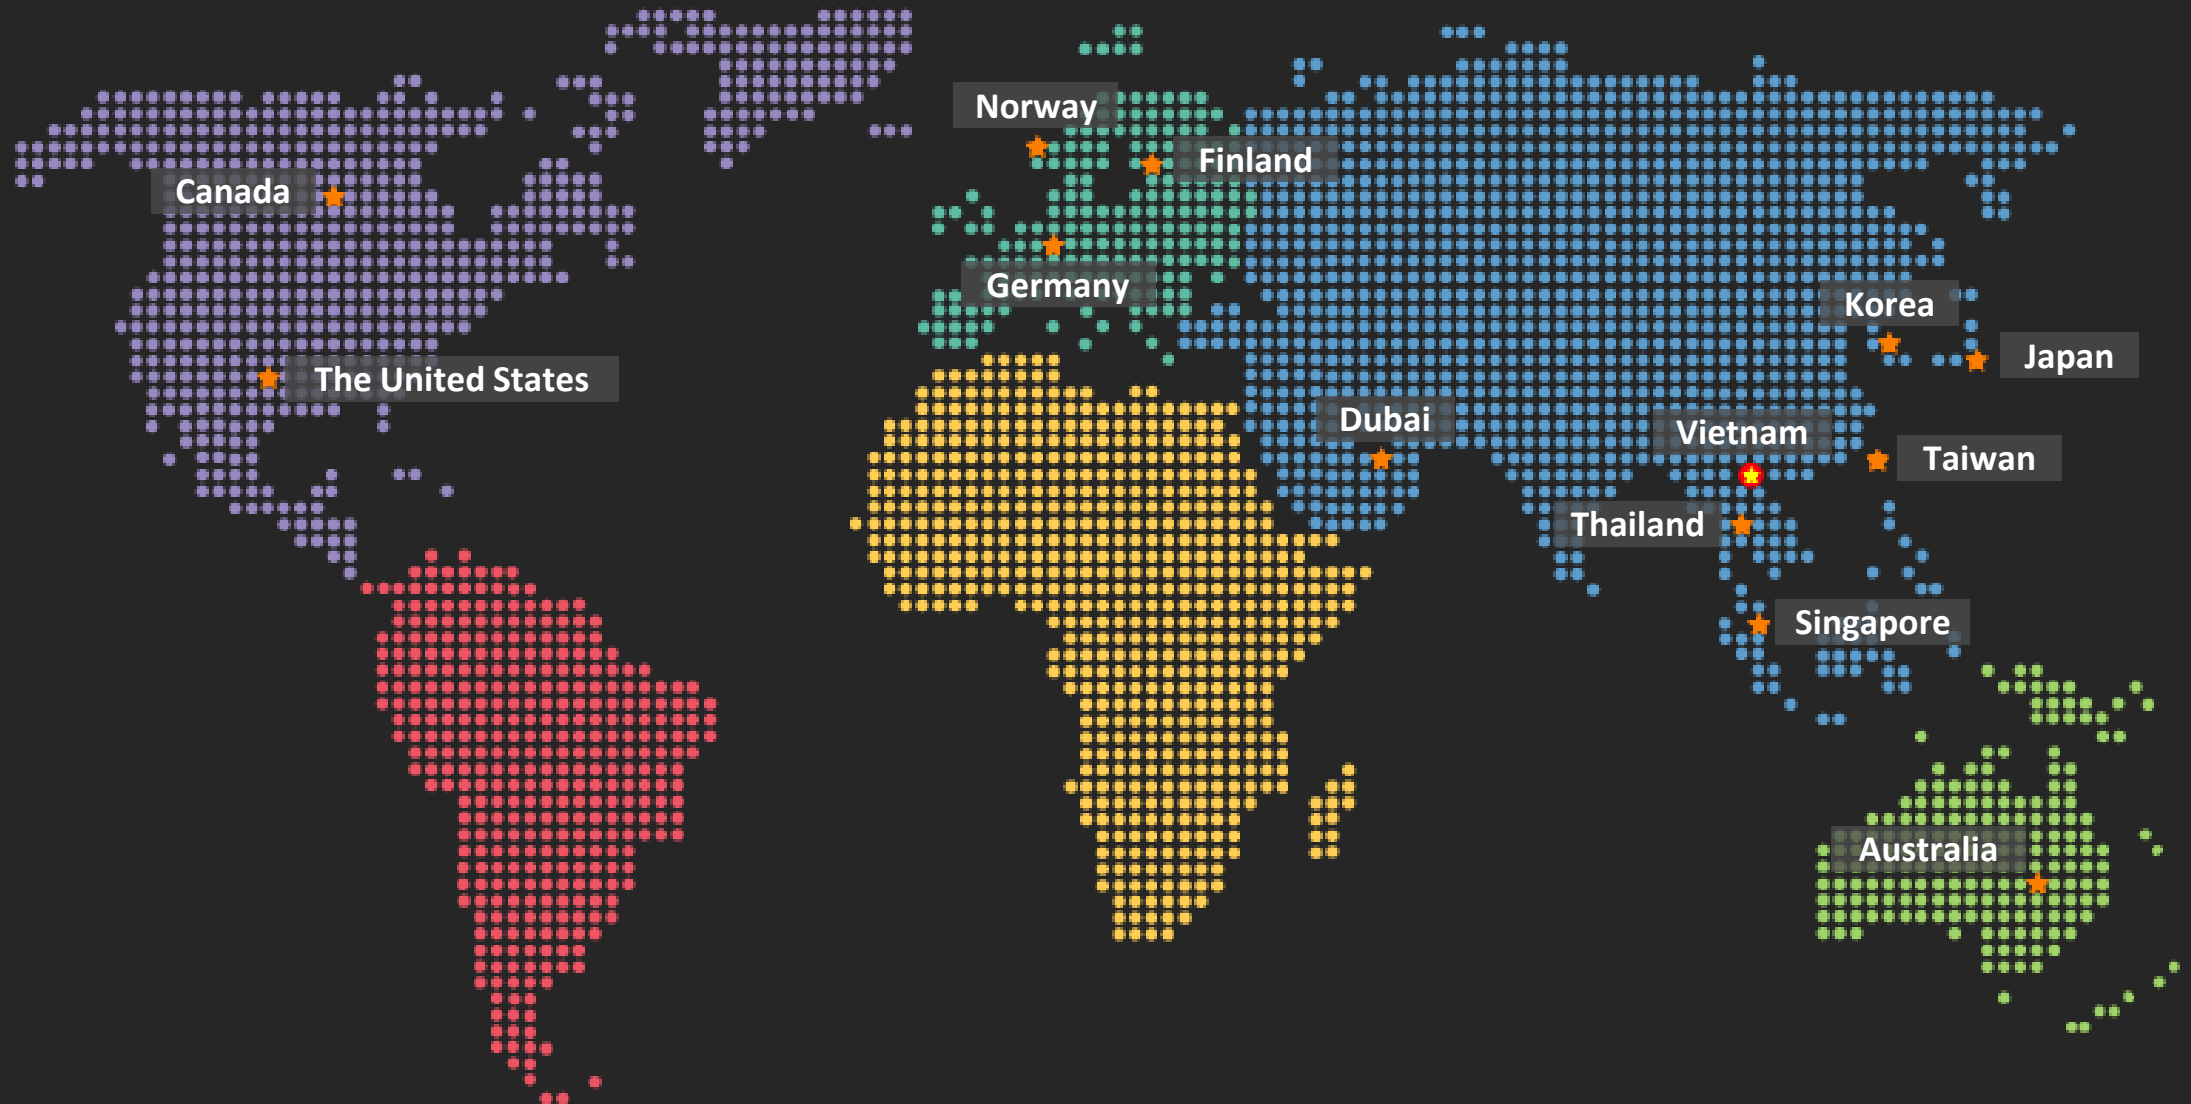 Norway
Finland
Canada
Germany
Korea
Japan
The United States
Dubai
Vietnam
Taiwan
Thailand
Singapore
Australia